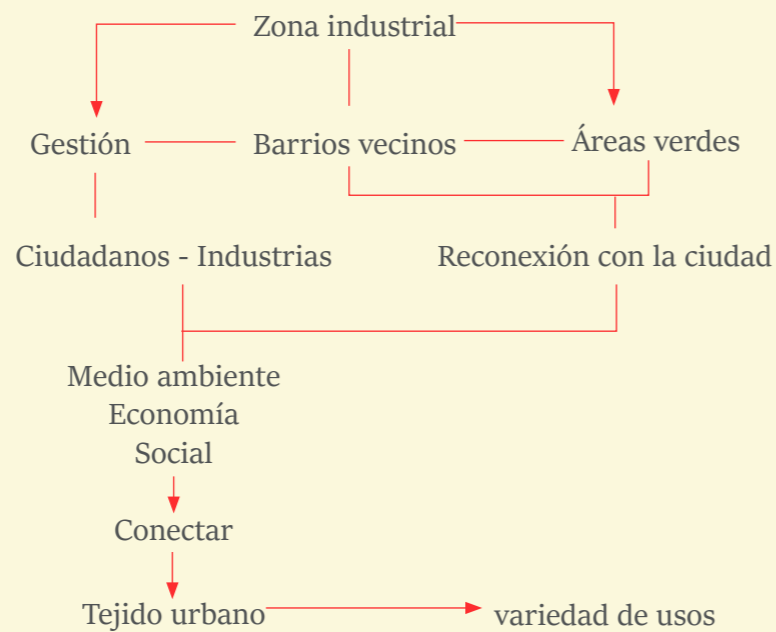 Zona industrial
Gestión
Barrios vecinos
Áreas verdes
Ciudadanos - Industrias
Reconexión con la ciudad
Medio ambiente
Economía
Social
Conectar
Tejido urbano
variedad de usos